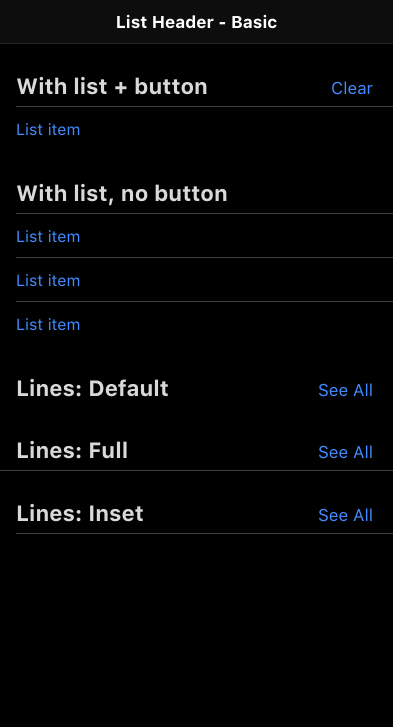 List Header - Basic
With list + button Clear
List item
With list, no button
List item
List item
List item
Lines: Default See All
Lines: Full See All
Lines: Inset See All